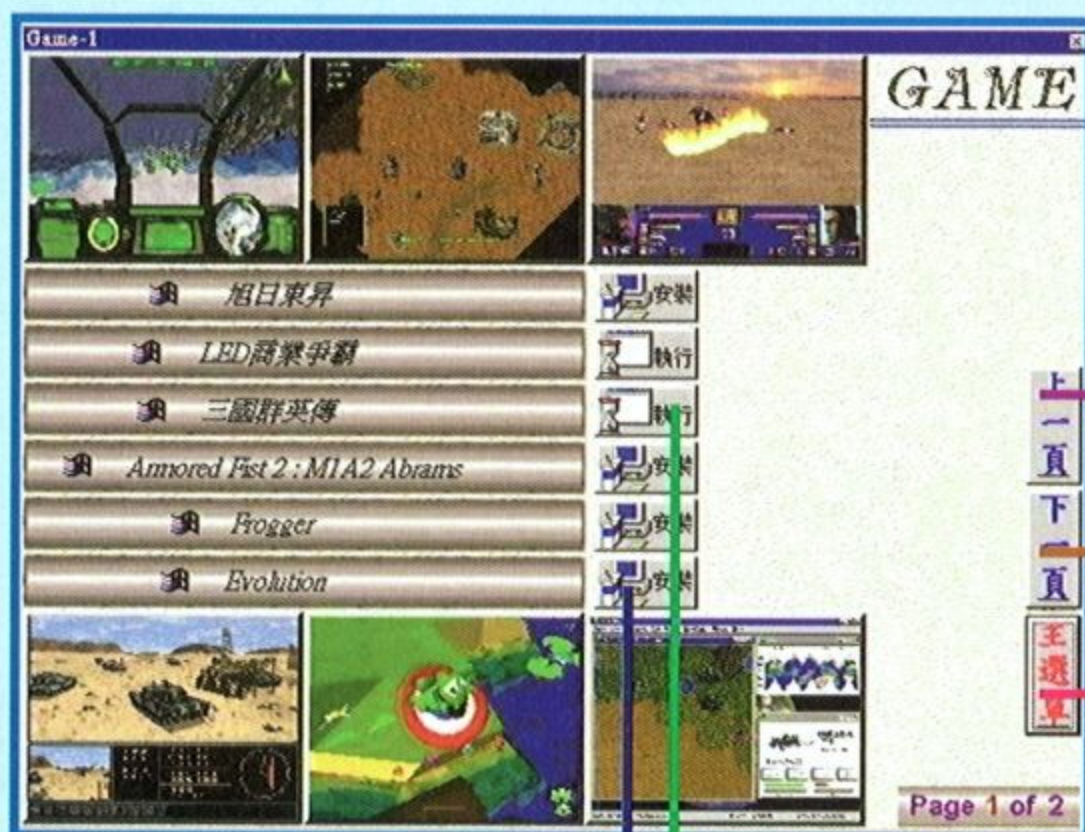 Game-1
GAME
旭日東昇
安裝
LED商業爭霸
執行
三國群英傳
執行
Armored Fist 2 : M1A2 Abrams
安裝
Frogger
安裝
Evolution
安裝
上一頁
下一頁
主選單
Page 1 of 2